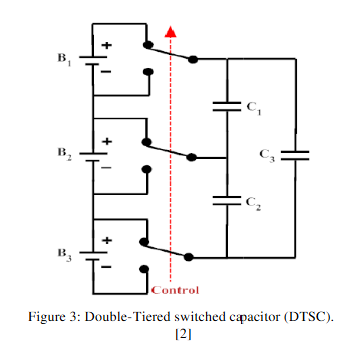 +
B1
−
C1
+
B2
C3
−
C2
+
B3
−
Control
Figure 3: Double-Tiered switched capacitor (DTSC).
[2]